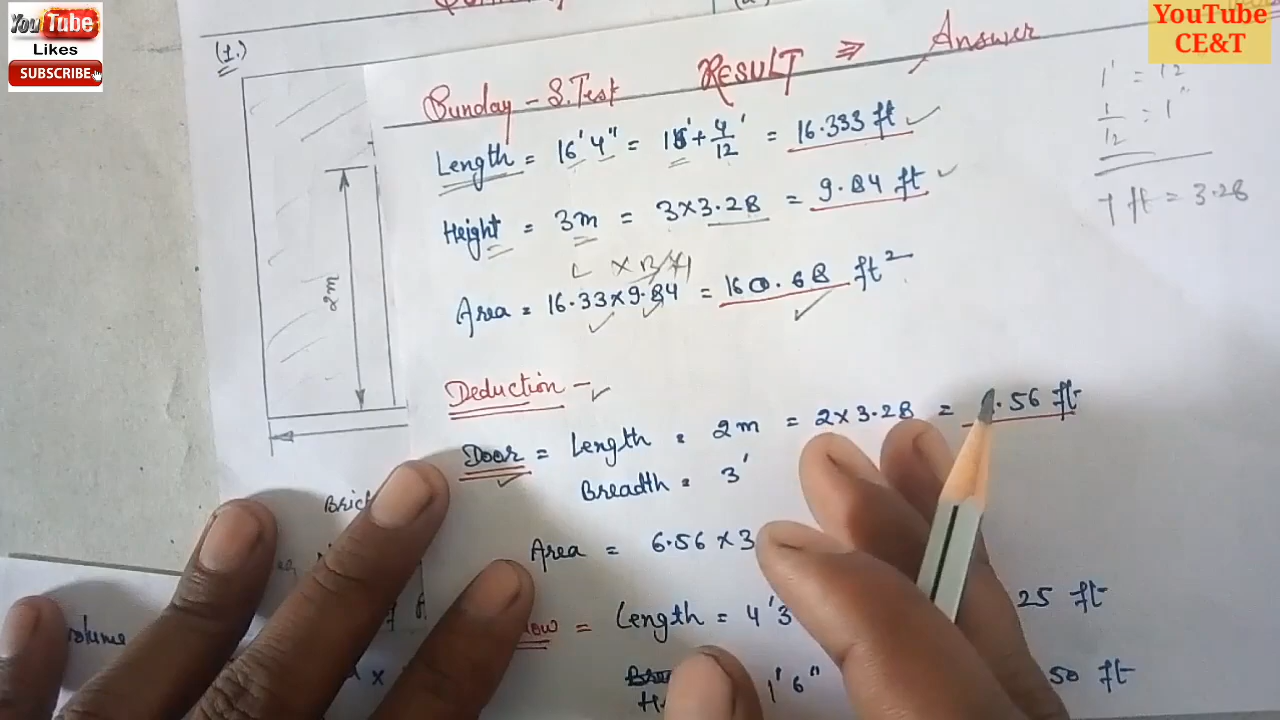 YouTube
Likes
SUBSCRIBE
YouTube
CE&T
(1.)
Sunday - S.Test RESULT ⇒ Answer
Length = 16'4" = 16' + 4/12' = 16.333 ft ✓
Height = 3m = 3×3.28 = 9.84 ft ✓
Area = 16.33×9.84 = 160.68 ft²
1' = 12
1/12 = 1"
1 ft = 3.28
2m
Deduction -
Door = Length = 2m = 2×3.28 = 6.56 ft
Breadth = 3'
Area = 6.56 × 3
Length = 4'3 25 ft
1'6" 50 ft
volume
×